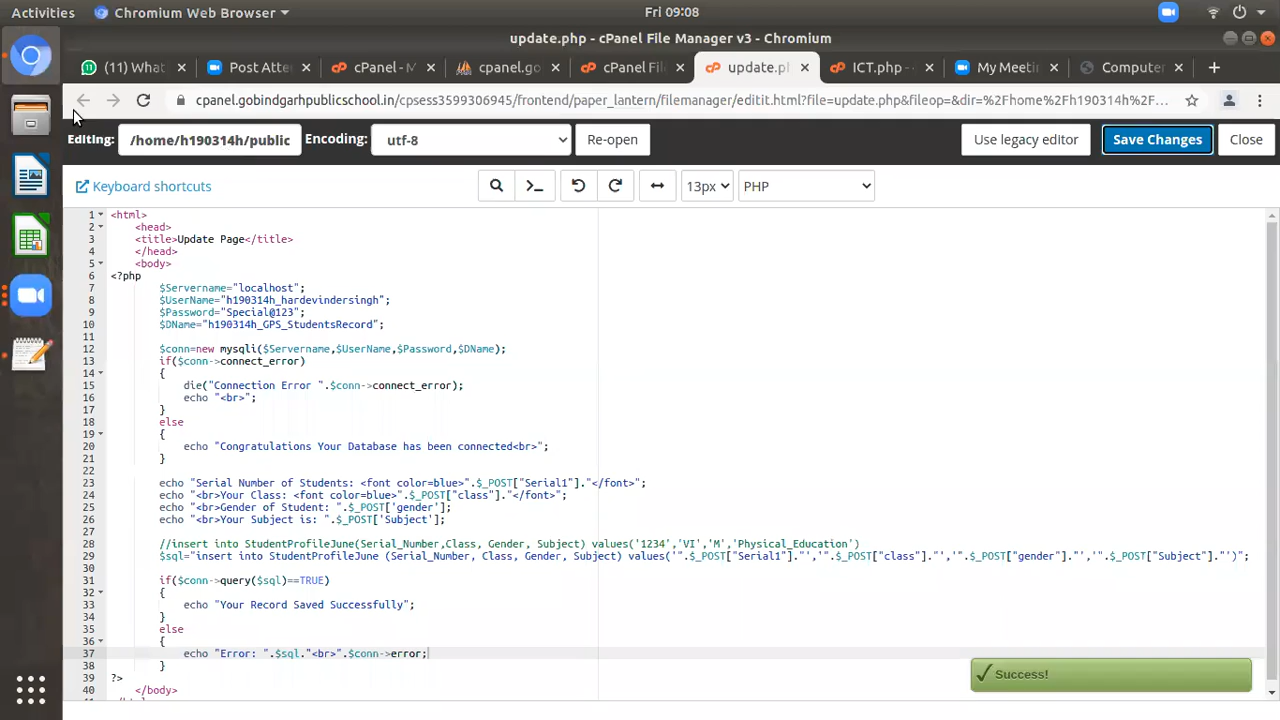 Activities
Chromium Web Browser
Fri 09:08
update.php - cPanel File Manager v3 - Chromium
(11) What
Post Atte
cPanel - M
cpanel.go
cPanel File
update.ph
ICT.php -
My Meeti
Computer
cpanel.gobindgarhpublicschool.in/cpsess3599306945/frontend/paper_lantern/filemanager/editit.html?file=update.php&fileop=&dir=%2Fhome%2Fh190314h%2F...
Editing:
/home/h190314h/public
Encoding:
utf-8
Re-open
Use legacy editor
Save Changes
Close
Keyboard shortcuts
13px
PHP
1 <html>
2 <head>
3 <title>Update Page</title>
4 </head>
5 <body>
6 <?php
7 $Servername="localhost";
8 $UserName="h190314h_hardevindersingh";
9 $Password="Special@123";
10 $DName="h190314h_GPS_StudentsRecord";
11
12 $conn=new mysqli($Servername,$UserName,$Password,$DName);
13 if($conn->connect_error)
14 {
15 die("Connection Error ".$conn->connect_error);
16 echo "<br>";
17 }
18 else
19 {
20 echo "Congratulations Your Database has been connected<br>";
21 }
22
23 echo "Serial Number of Students: <font color=blue>".$_POST["Serial1"]."</font>";
24 echo "<br>Your Class: <font color=blue>".$_POST["class"]."</font>";
25 echo "<br>Gender of Student: ".$_POST['gender'];
26 echo "<br>Your Subject is: ".$_POST['Subject'];
27
28 //insert into StudentProfileJune(Serial_Number,Class, Gender, Subject) values('1234','VI','M','Physical_Education')
29 $sql="insert into StudentProfileJune (Serial_Number, Class, Gender, Subject) values('".$_POST["Serial1"]."','".$_POST["class"]."','".$_POST["gender"]."','".$_POST["Subject"]."')";
30
31 if($conn->query($sql)==TRUE)
32 {
33 echo "Your Record Saved Successfully";
34 }
35 else
36 {
37 echo "Error: ".$sql."<br>".$conn->error;
38 }
39 ?>
40 </body>
Success!